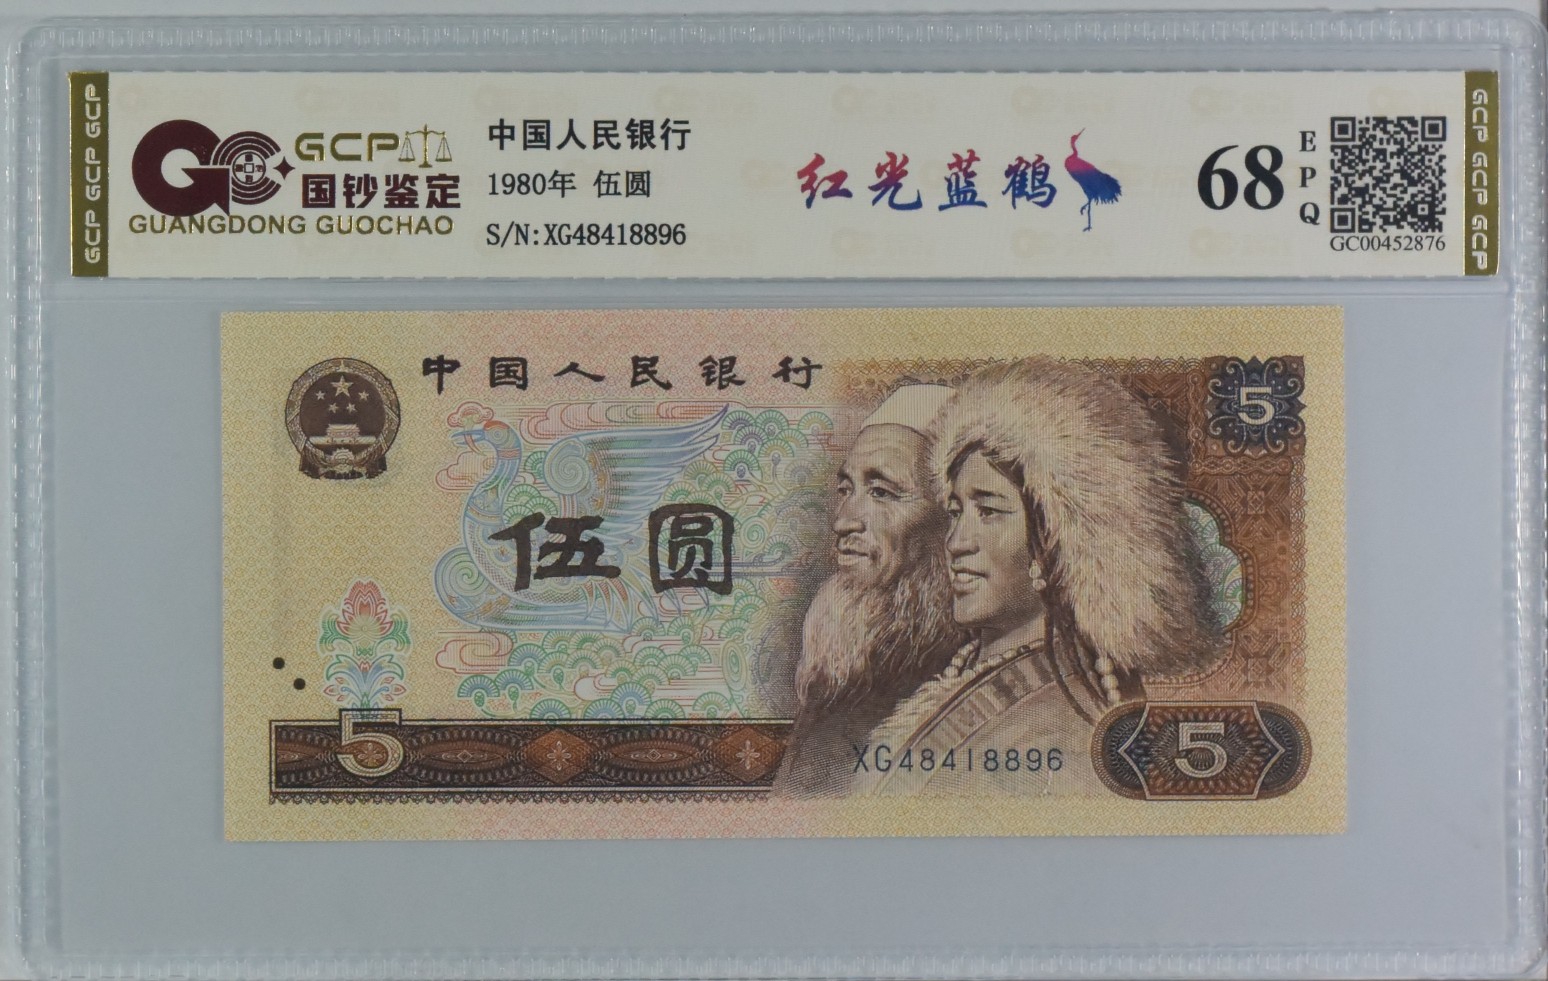 GCP GCP GCP
GCP
国钞鉴定
GUANGDONG GUOCHAO
中国人民银行
1980年 伍圆
S/N:XG48418896
红光蓝鹤
68
EPQ
GC00452876
GCP GCP GCP
中国人民银行
5
伍圆
5
XG48418896
5